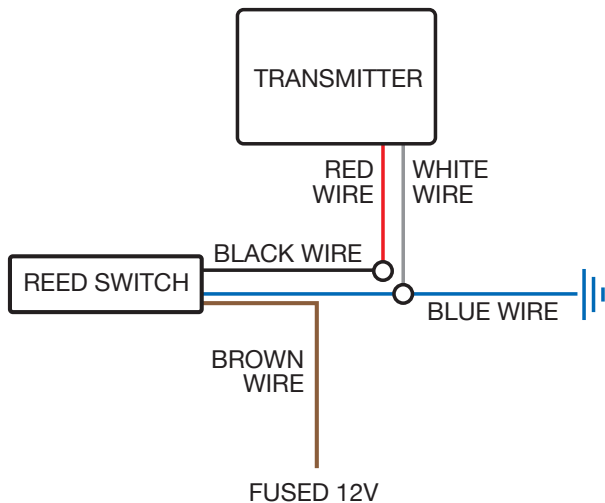 TRANSMITTER
RED
WIRE
WHITE
WIRE
BLACK WIRE
REED SWITCH
BLUE WIRE
BROWN
WIRE
FUSED 12V